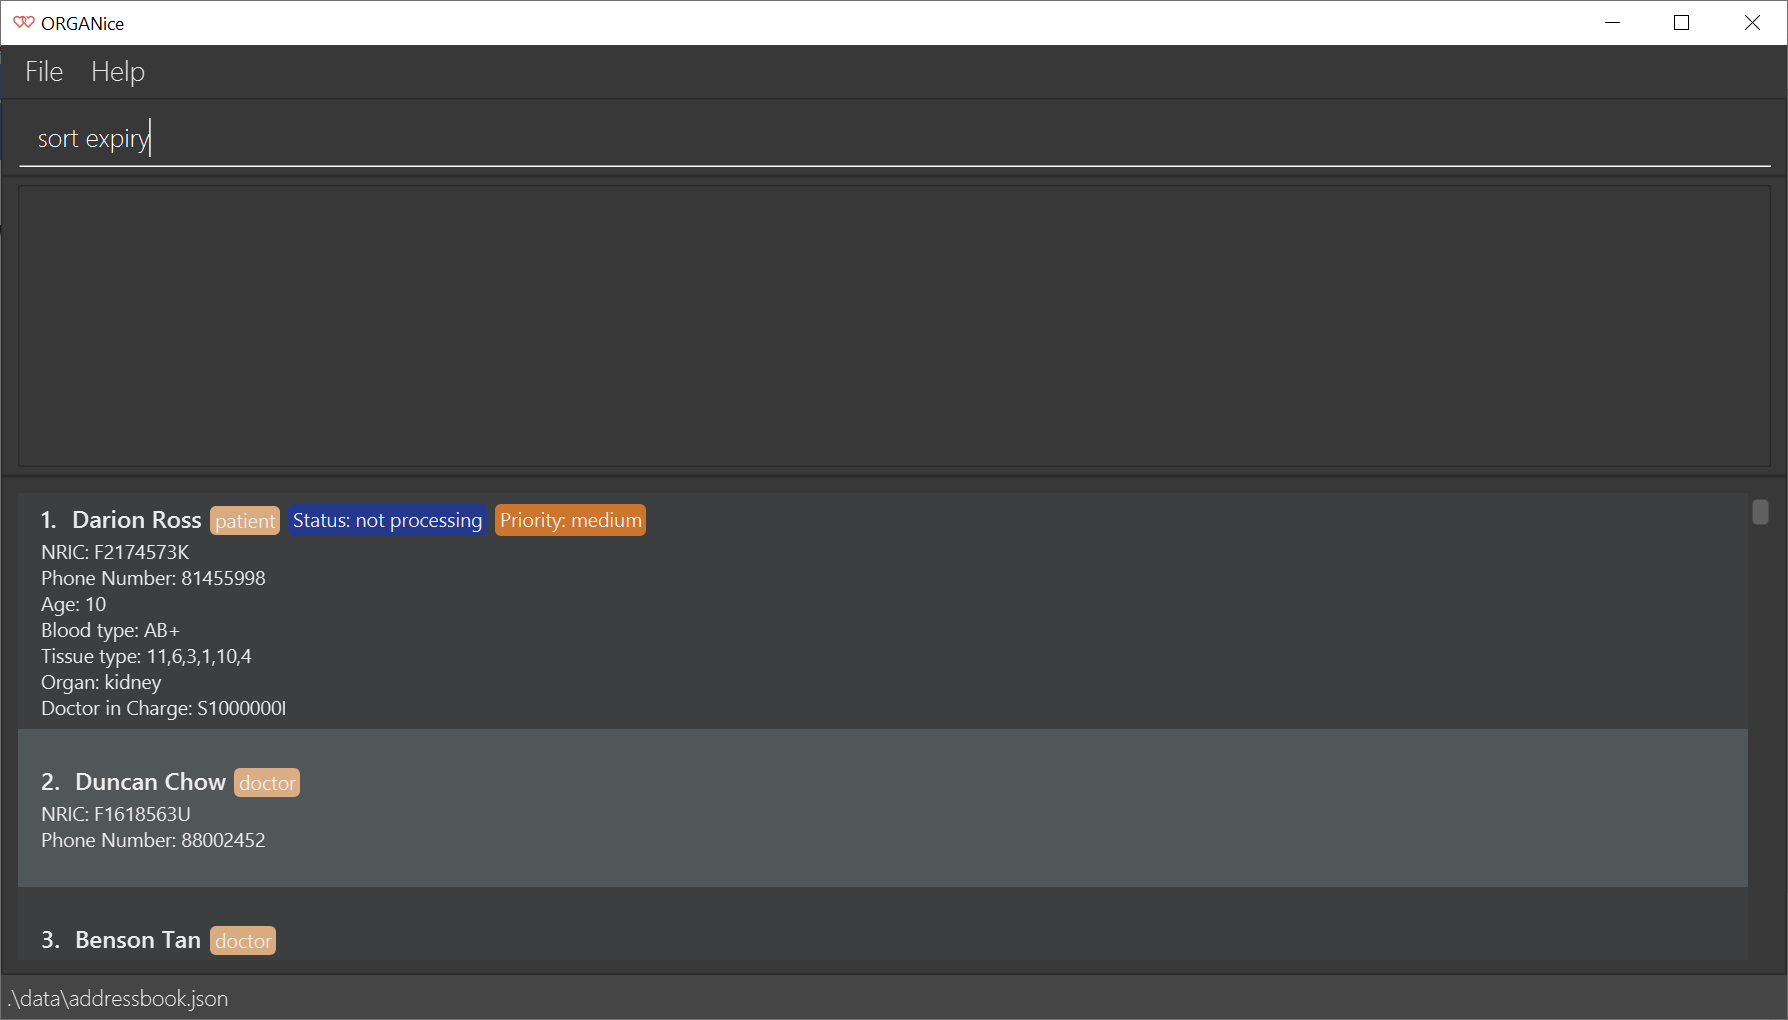 ORGANice
File Help
sort expiry
1. Darion Ross patient Status: not processing Priority: medium
NRIC: F2174573K
Phone Number: 81455998
Age: 10
Blood type: AB+
Tissue type: 11,6,3,1,10,4
Organ: kidney
Doctor in Charge: S1000000I
2. Duncan Chow doctor
NRIC: F1618563U
Phone Number: 88002452
3. Benson Tan doctor
.\data\addressbook.json